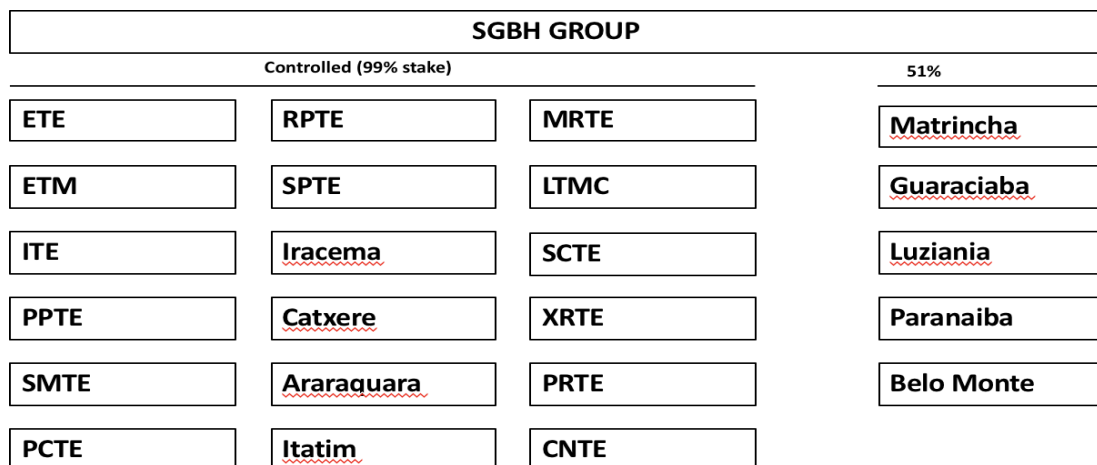 SGBH GROUP
Controlled (99% stake)
51%
ETE
RPTE
MRTE
Matrincha
ETM
SPTE
LTMC
Guaraciaba
ITE
Iracema
SCTE
Luziania
PPTE
Catxere
XRTE
Paranaiba
SMTE
Araraquara
PRTE
Belo Monte
PCTE
Itatim
CNTE